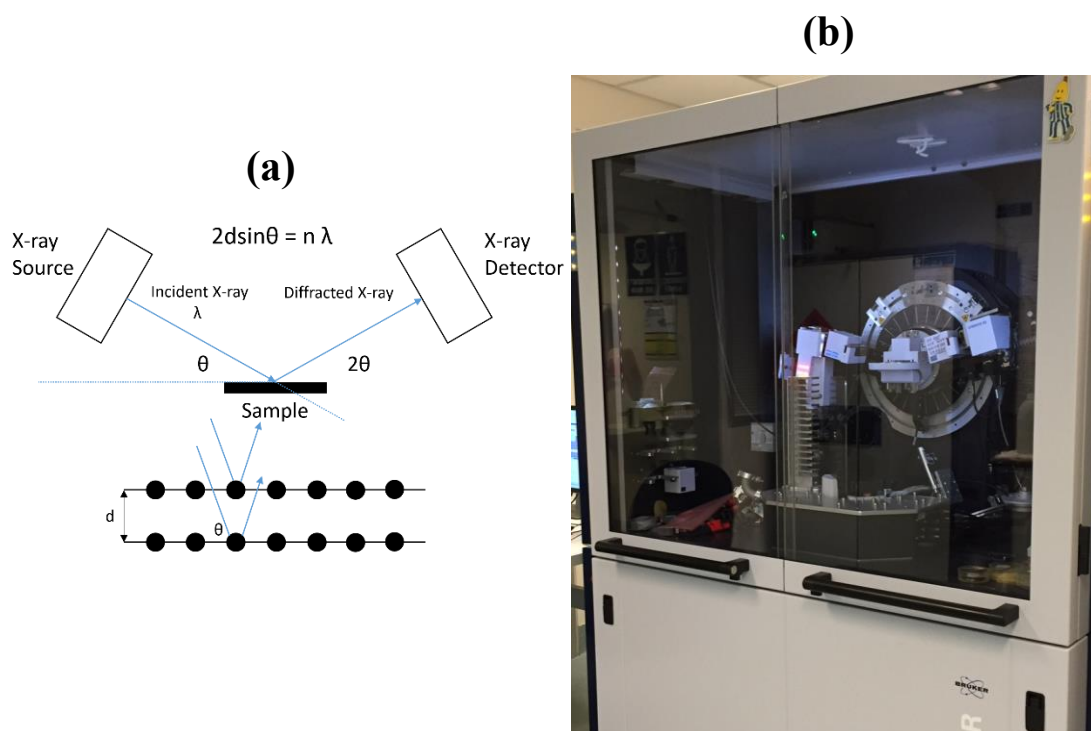 (b)
(a)
2dsinθ = n λ
X-ray
Source
X-ray
Detector
Incident X-ray
λ
Diffracted X-ray
θ
2θ
Sample
d
θ
BRUKER
R